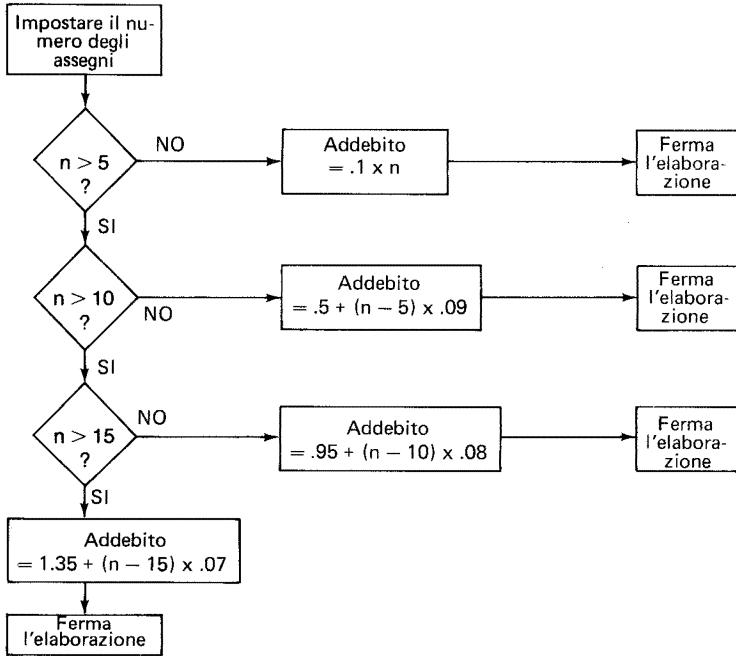 Impostare il nu-
mero degli
assegni
n > 5
?
NO
Addebito
= .1 x n
Ferma
l'elabora-
zione
SI
n > 10
?
NO
Addebito
= .5 + (n – 5) x .09
Ferma
l'elabora-
zione
SI
n > 15
?
NO
Addebito
= .95 + (n – 10) x .08
Ferma
l'elabora-
zione
SI
Addebito
= 1.35 + (n – 15) x .07
Ferma
l'elaborazione